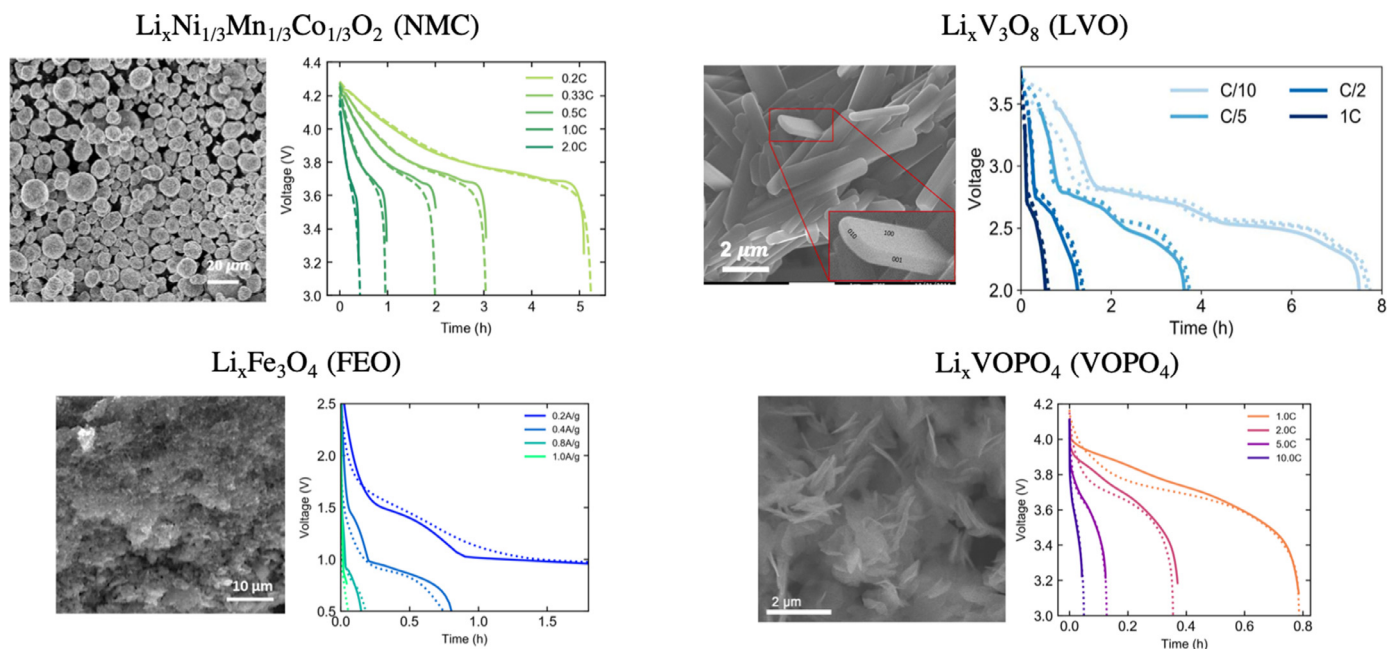 LiₓNi₁/₃Mn₁/₃Co₁/₃O₂ (NMC)
20 µm
Voltage (V)
4.4
4.2
4.0
3.8
3.6
3.4
3.2
3.0
0.2C
0.33C
0.5C
1.0C
2.0C
0 1 2 3 4 5
Time (h)
LiₓV₃O₈ (LVO)
2 µm
010
100
001
Voltage
3.5
3.0
2.5
2.0
C/10 C/2
C/5 1C
0 2 4 6 8
Time (h)
LiₓFe₃O₄ (FEO)
10 µm
Voltage (V)
2.5
2.0
1.5
1.0
0.5
0.2A/g
0.4A/g
0.8A/g
1.0A/g
0.0 0.5 1.0 1.5
Time (h)
LiₓVOPO₄ (VOPO₄)
2 µm
Voltage (V)
4.2
4.0
3.8
3.6
3.4
3.2
3.0
1.0C
2.0C
5.0C
10.0C
0.0 0.2 0.4 0.6 0.8
Time (h)